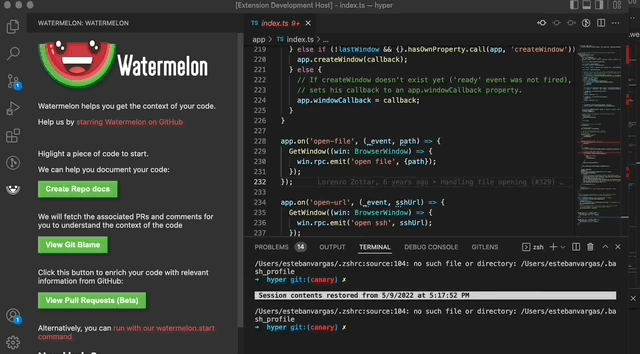 [Extension Development Host] - index.ts — hyper
WATERMELON: WATERMELON
Watermelon
Watermelon helps you get the context of your code.
Help us by starring Watermelon on GitHub
Higlight a piece of code to start.
We can help you document your code:
Create Repo docs
We will fetch the associated PRs and comments for
you to understand the context of the code
View Git Blame
Click this button to enrich your code with relevant
information from GitHub:
View Pull Requests (Beta)
Alternatively, you can run with our watermelon.start
command
TS index.ts 9+
app > TS index.ts > ...
219 } else if (!lastWindow && {}.hasOwnProperty.call(app, 'createWindow'))
220 app.createWindow(callback);
221 } else {
222 // If createWindow doesn't exist yet ('ready' event was not fired),
223 // sets his callback to an app.windowCallback property.
224 app.windowCallback = callback;
225 }
226 }
227
228 app.on('open-file', (_event, path) => {
229 GetWindow((win: BrowserWindow) => {
230 win.rpc.emit('open file', {path});
231 });
232 }); Lorenzo Zottar, 6 years ago • Handling file opening (#329) …
233
234 app.on('open-url', (_event, sshUrl) => {
235 GetWindow((win: BrowserWindow) => {
236 win.rpc.emit('open ssh', sshUrl);
237 });
PROBLEMS 14 OUTPUT TERMINAL DEBUG CONSOLE GITLENS zsh
/Users/estebanvargas/.zshrc:source:104: no such file or directory: /Users/estebanvargas/.ba
sh_profile
➜ hyper git:(canary) ✗
Session contents restored from 5/9/2022 at 5:17:52 PM
/Users/estebanvargas/.zshrc:source:104: no such file or directory: /Users/estebanvargas/.ba
sh_profile
➜ hyper git:(canary) ✗